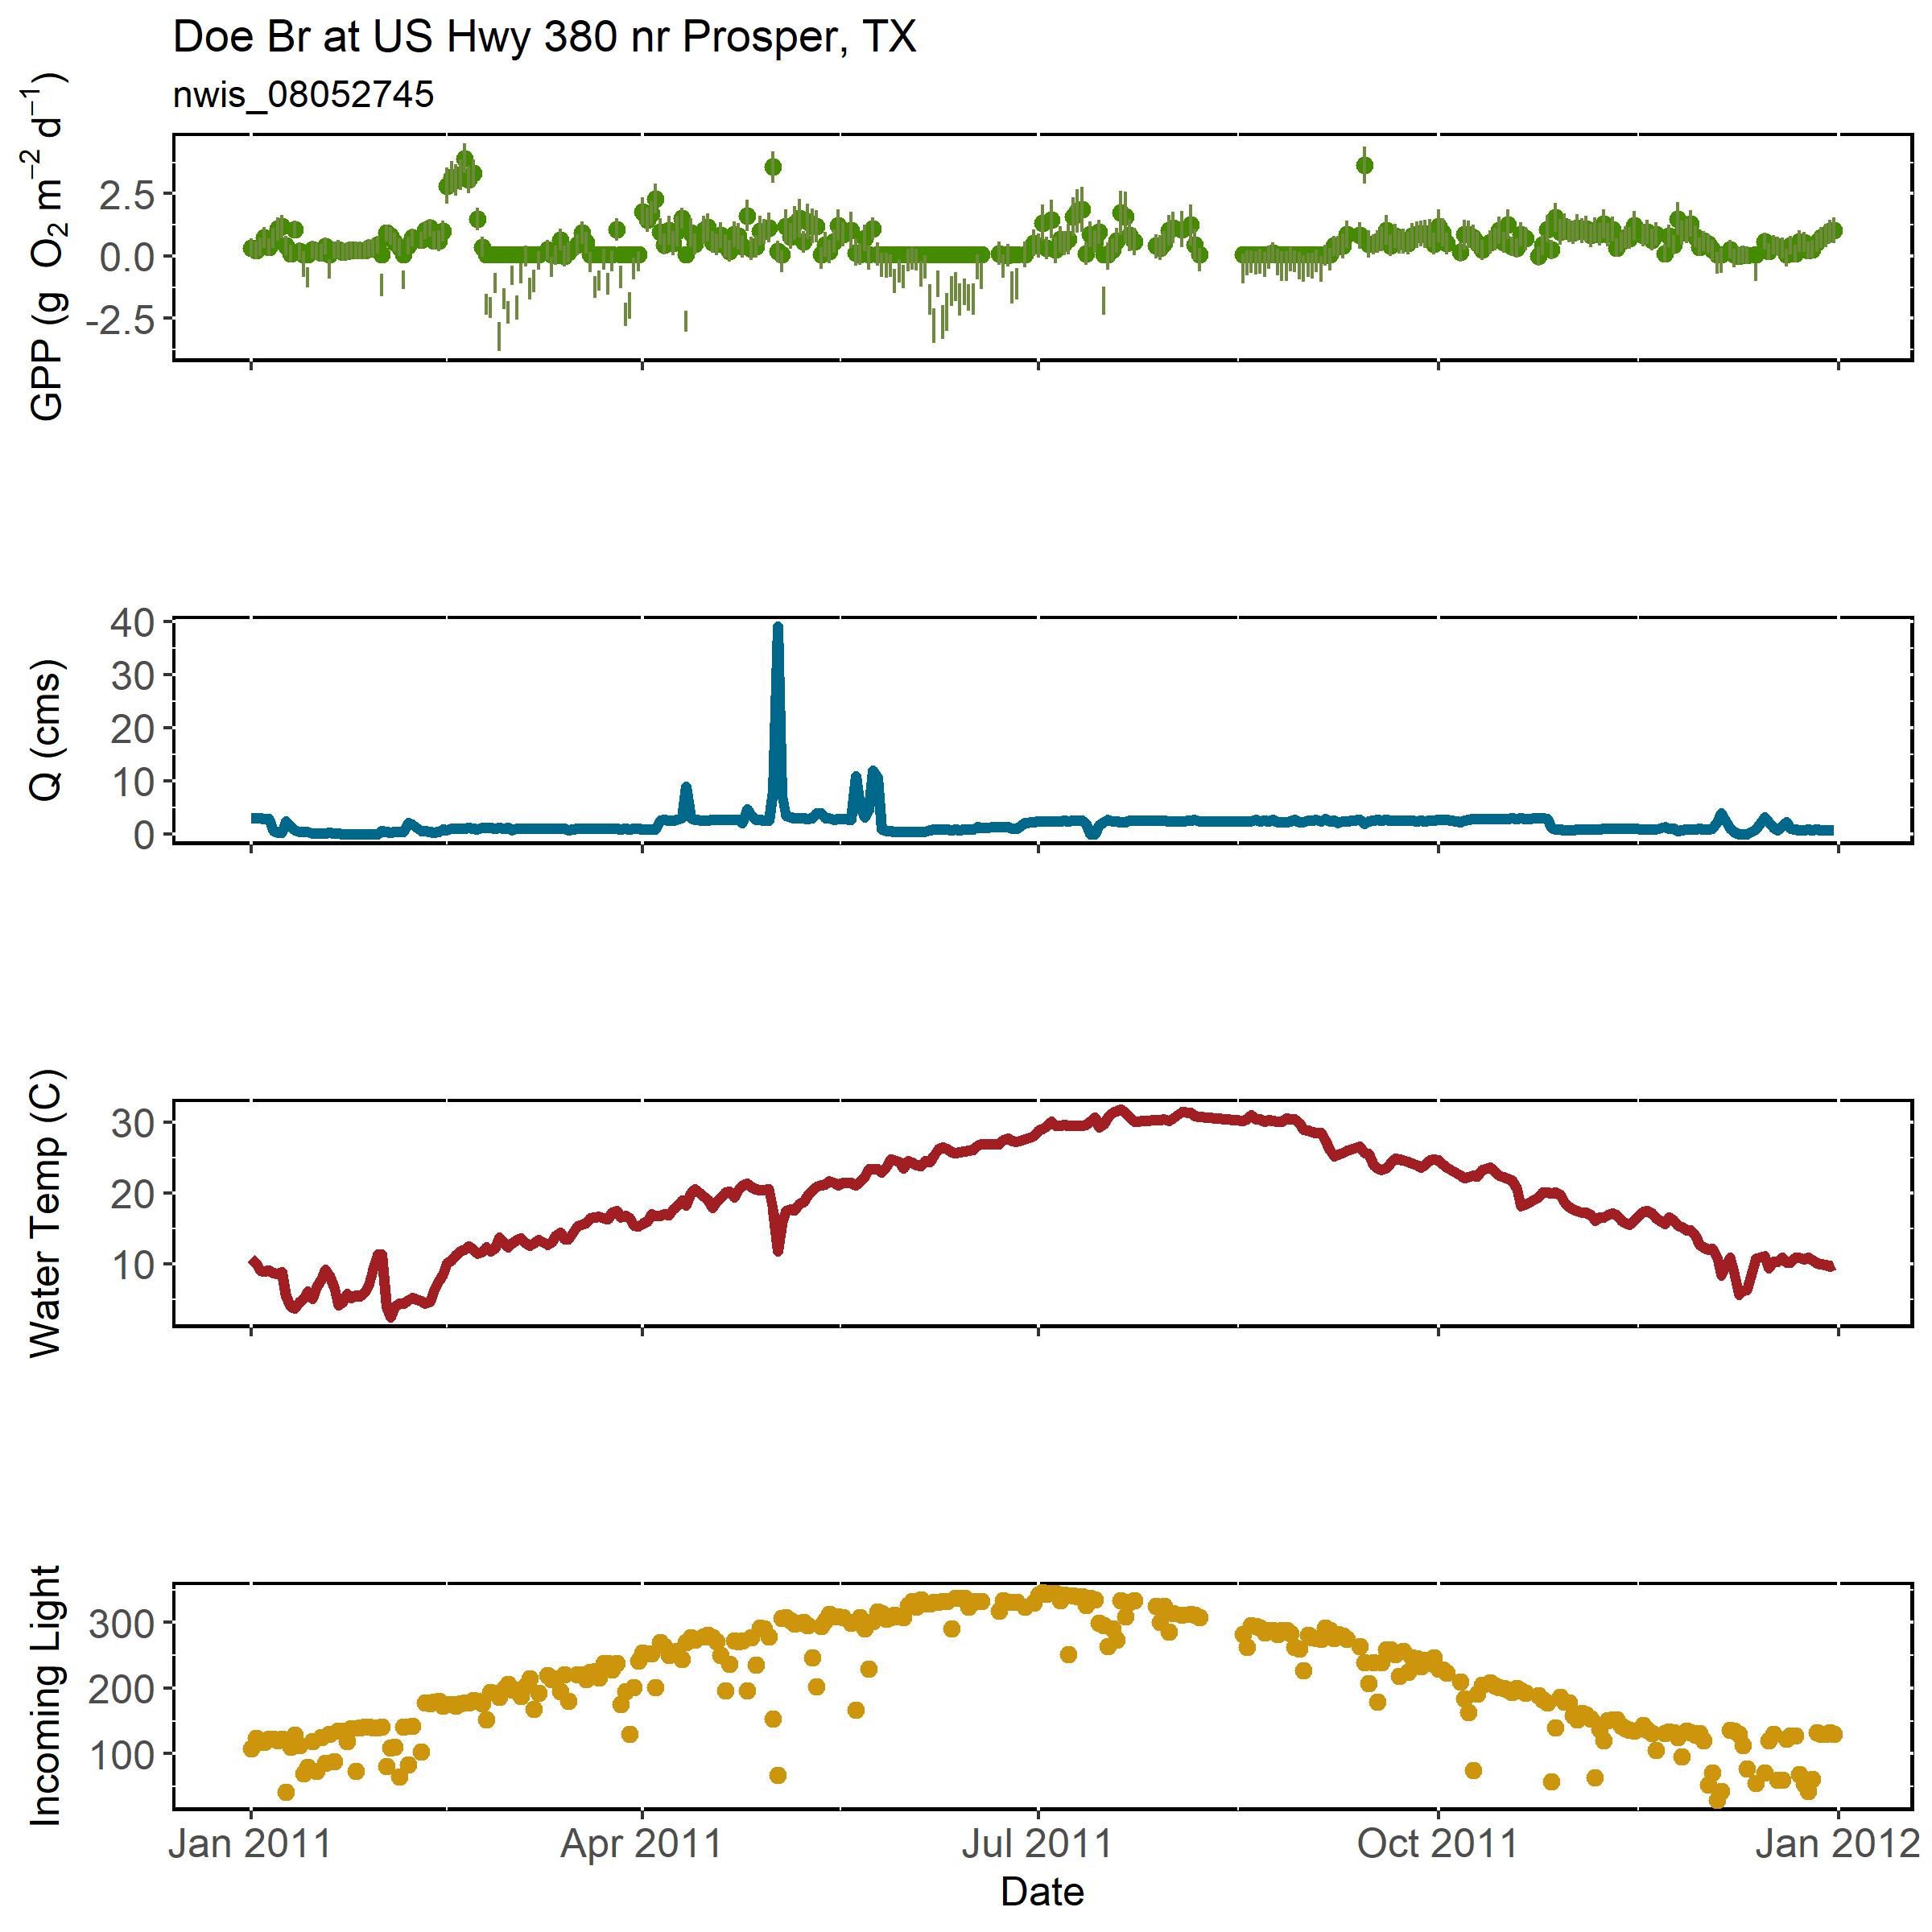 Doe Br at US Hwy 380 nr Prosper, TX
nwis_08052745
GPP (g O₂ m⁻² d⁻¹)
2.5
0.0
-2.5
Q (cms)
40
30
20
10
0
Water Temp (C)
30
20
10
Incoming Light
300
200
100
Jan 2011 Apr 2011 Jul 2011 Oct 2011 Jan 2012
Date